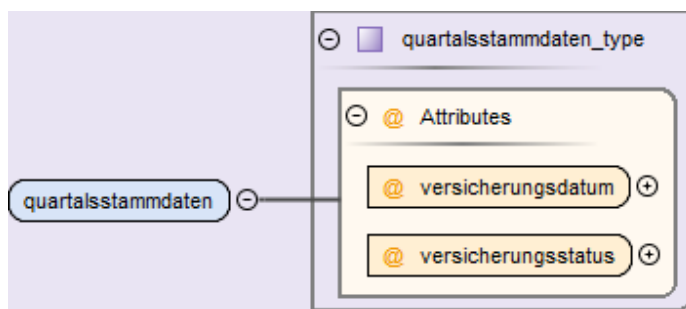 quartalsstammdaten_type
@ Attributes
@ versicherungsdatum
quartalsstammdaten
@ versicherungsstatus